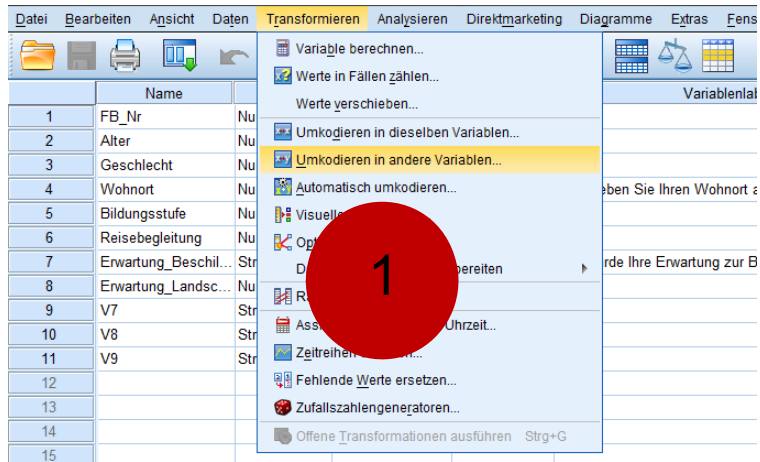 Datei Bearbeiten Ansicht Daten Transformieren Analysieren Direktmarketing Diagramme Extras Fens
Variable berechnen...
Werte in Fällen zählen...
Werte verschieben...
Umkodieren in dieselben Variablen...
Umkodieren in andere Variablen...
Automatisch umkodieren...
Visuelle
Opt
D bereiten
R
Assi Uhrzeit...
Zeitreihen
Fehlende Werte ersetzen...
Zufallszahlengeneratoren...
Offene Transformationen ausführen Strg+G
1
Name Variablenlab
1 FB_Nr Nu
2 Alter Nu
3 Geschlecht Nu
4 Wohnort Nu eben Sie Ihren Wohnort a
5 Bildungsstufe Nu
6 Reisebegleitung Nu
7 Erwartung_Beschil... Str rde Ihre Erwartung zur B
8 Erwartung_Landsc... Nu
9 V7 Str
10 V8 Str
11 V9 Str
12
13
14
15